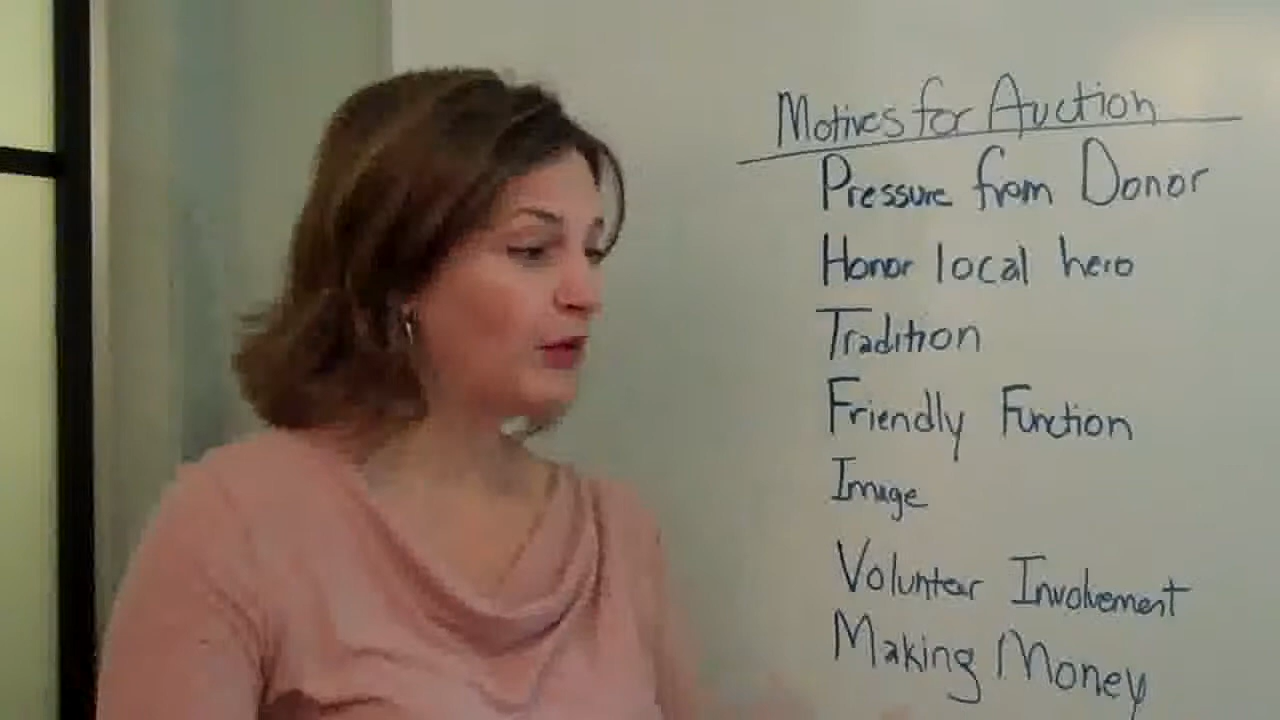 Motives for Auction
Pressure from Donor
Honor local hero
Tradition
Friendly Function
Image
Volunteer Involvement
Making Money